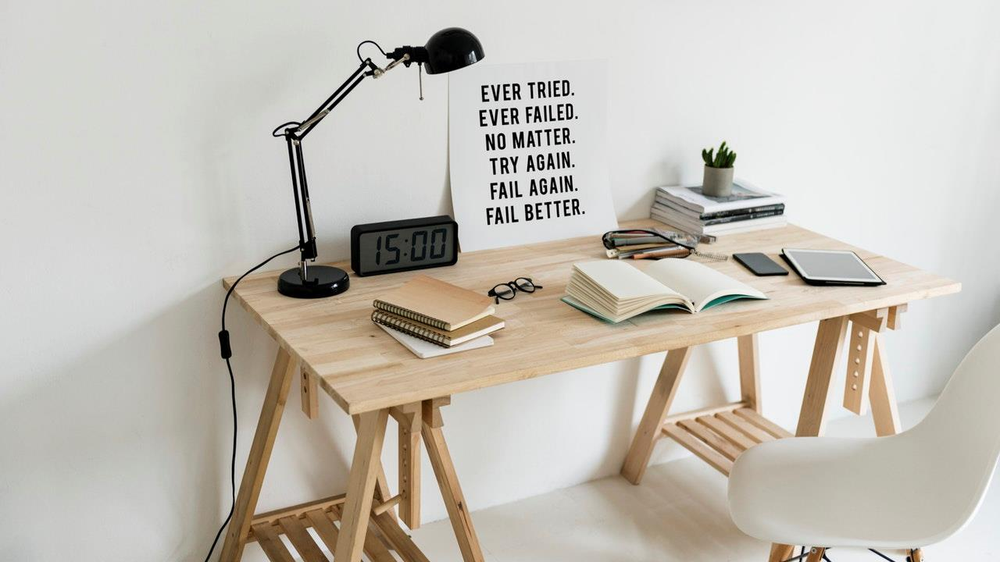 EVER TRIED.
EVER FAILED.
NO MATTER.
TRY AGAIN.
FAIL AGAIN.
FAIL BETTER.
15:00